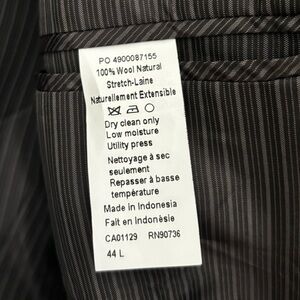 PO 4900087155
100% Wool Natural
Stretch-Laine
Naturellement Extensible
Dry clean only
Low moisture
Utility press
Nettoyage à sec
seulement
Repasser à basse
température
Made in Indonesia
Fait en Indonésie
CA01129 RN90736
44 L